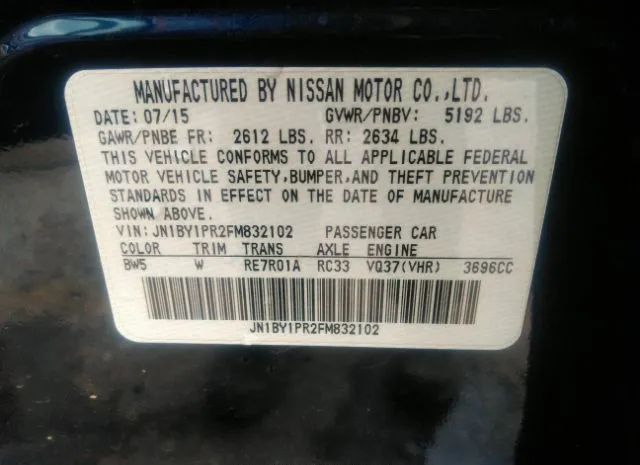 MANUFACTURED BY NISSAN MOTOR CO.,LTD.
DATE: 07/15 GVWR/PNBV: 5192 LBS.
GAWR/PNBE FR: 2612 LBS. RR: 2634 LBS.
THIS VEHICLE CONFORMS TO ALL APPLICABLE FEDERAL
MOTOR VEHICLE SAFETY,BUMPER,AND THEFT PREVENTION
STANDARDS IN EFFECT ON THE DATE OF MANUFACTURE
SHOWN ABOVE.
VIN: JN1BY1PR2FM832102 PASSENGER CAR
COLOR TRIM TRANS AXLE ENGINE
BW5 W RE7R01A RC33 VQ37(VHR) 3696CC
JN1BY1PR2FM832102